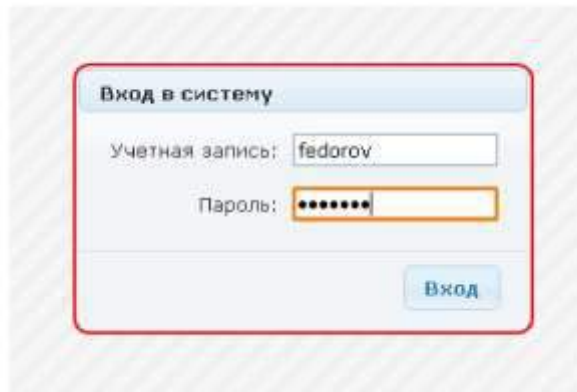 Вход в систему
Учетная запись: fedorov
Пароль: •••••••
Вход